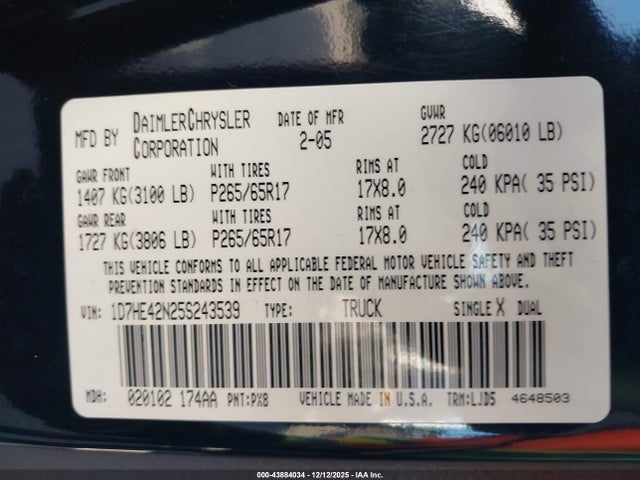 MFD BY DAIMLERCHRYSLER CORPORATION DATE OF MFR 2-05 GVWR 2727 KG(06010 LB)
GAWR FRONT WITH TIRES RIMS AT COLD
1407 KG(3100 LB) P265/65R17 17X8.0 240 KPA( 35 PSI)
GAWR REAR WITH TIRES RIMS AT COLD
1727 KG(3806 LB) P265/65R17 17X8.0 240 KPA( 35 PSI)
THIS VEHICLE CONFORMS TO ALL APPLICABLE FEDERAL MOTOR VEHICLE SAFETY AND THEFT
PREVENTION STANDARDS IN EFFECT ON THE DATE OF MANUFACTURE SHOWN ABOVE.
VIN: 1D7HE42N25S243539 TYPE: TRUCK SINGLE X DUAL
MDH: 020102 174AA PNT:PX8 VEHICLE MADE IN U.S.A. TRM:LJD5 4648503
000-43884034 - 12/12/2025 - IAA Inc.